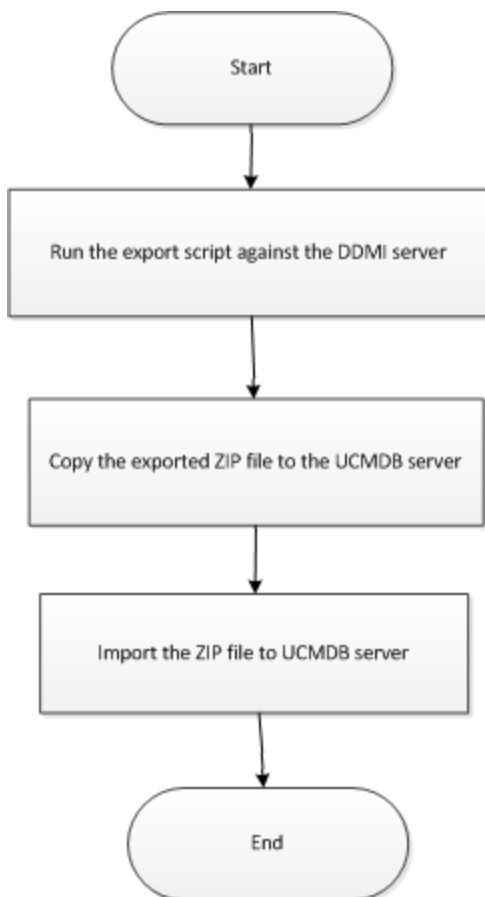 Start
Run the export script against the DDMI server
Copy the exported ZIP file to the UCMDB server
Import the ZIP file to UCMDB server
End